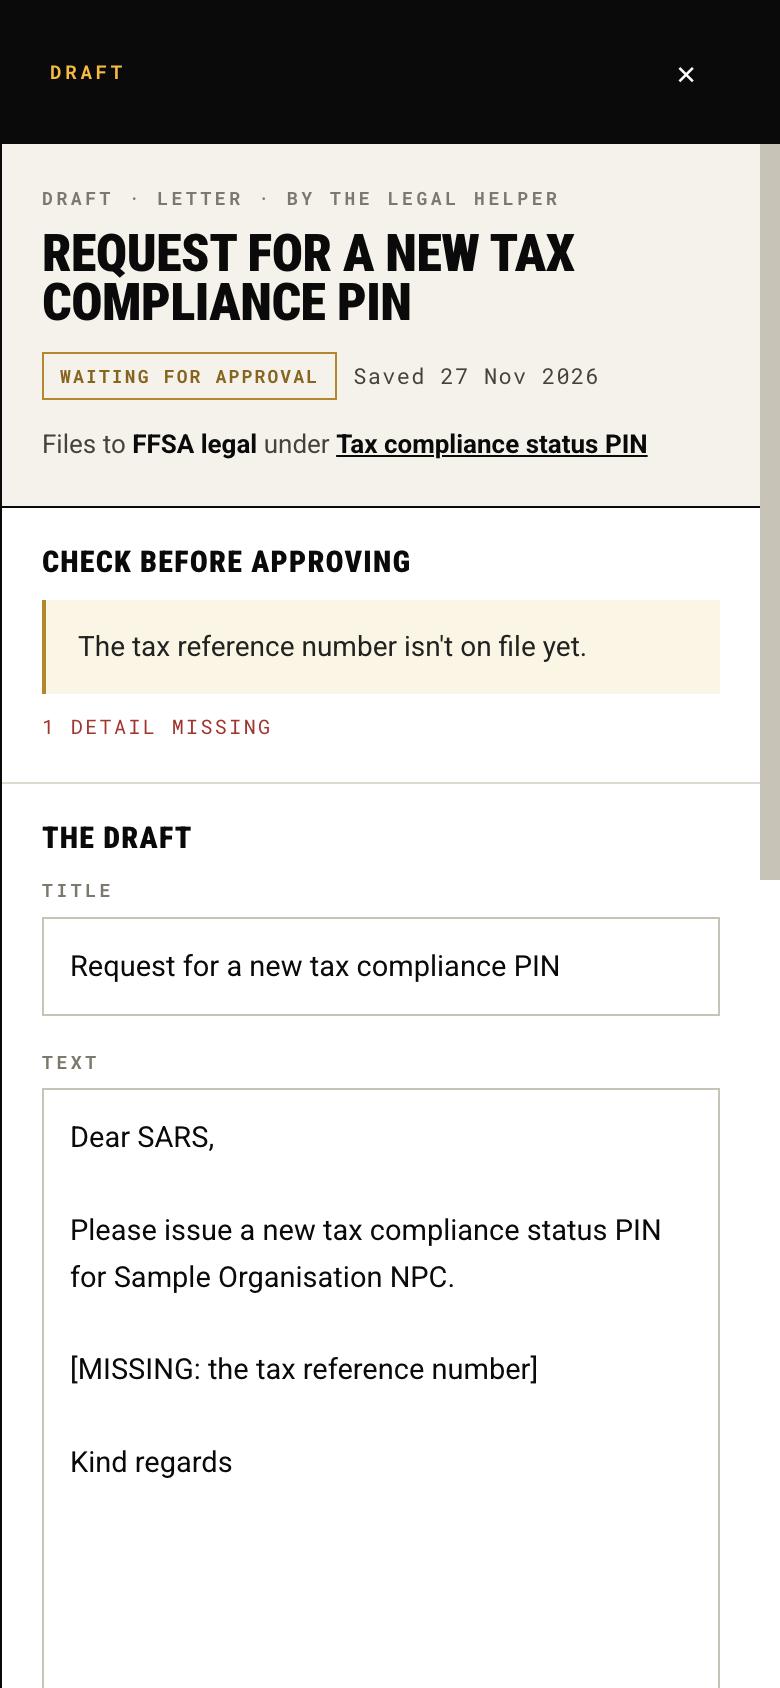 DRAFT
×
DRAFT · LETTER · BY THE LEGAL HELPER
REQUEST FOR A NEW TAX
COMPLIANCE PIN
WAITING FOR APPROVAL
Saved 27 Nov 2026
Files to FFSA legal under Tax compliance status PIN
CHECK BEFORE APPROVING
The tax reference number isn't on file yet.
1 DETAIL MISSING
THE DRAFT
TITLE
Request for a new tax compliance PIN
TEXT
Dear SARS,
Please issue a new tax compliance status PIN
for Sample Organisation NPC.
[MISSING: the tax reference number]
Kind regards